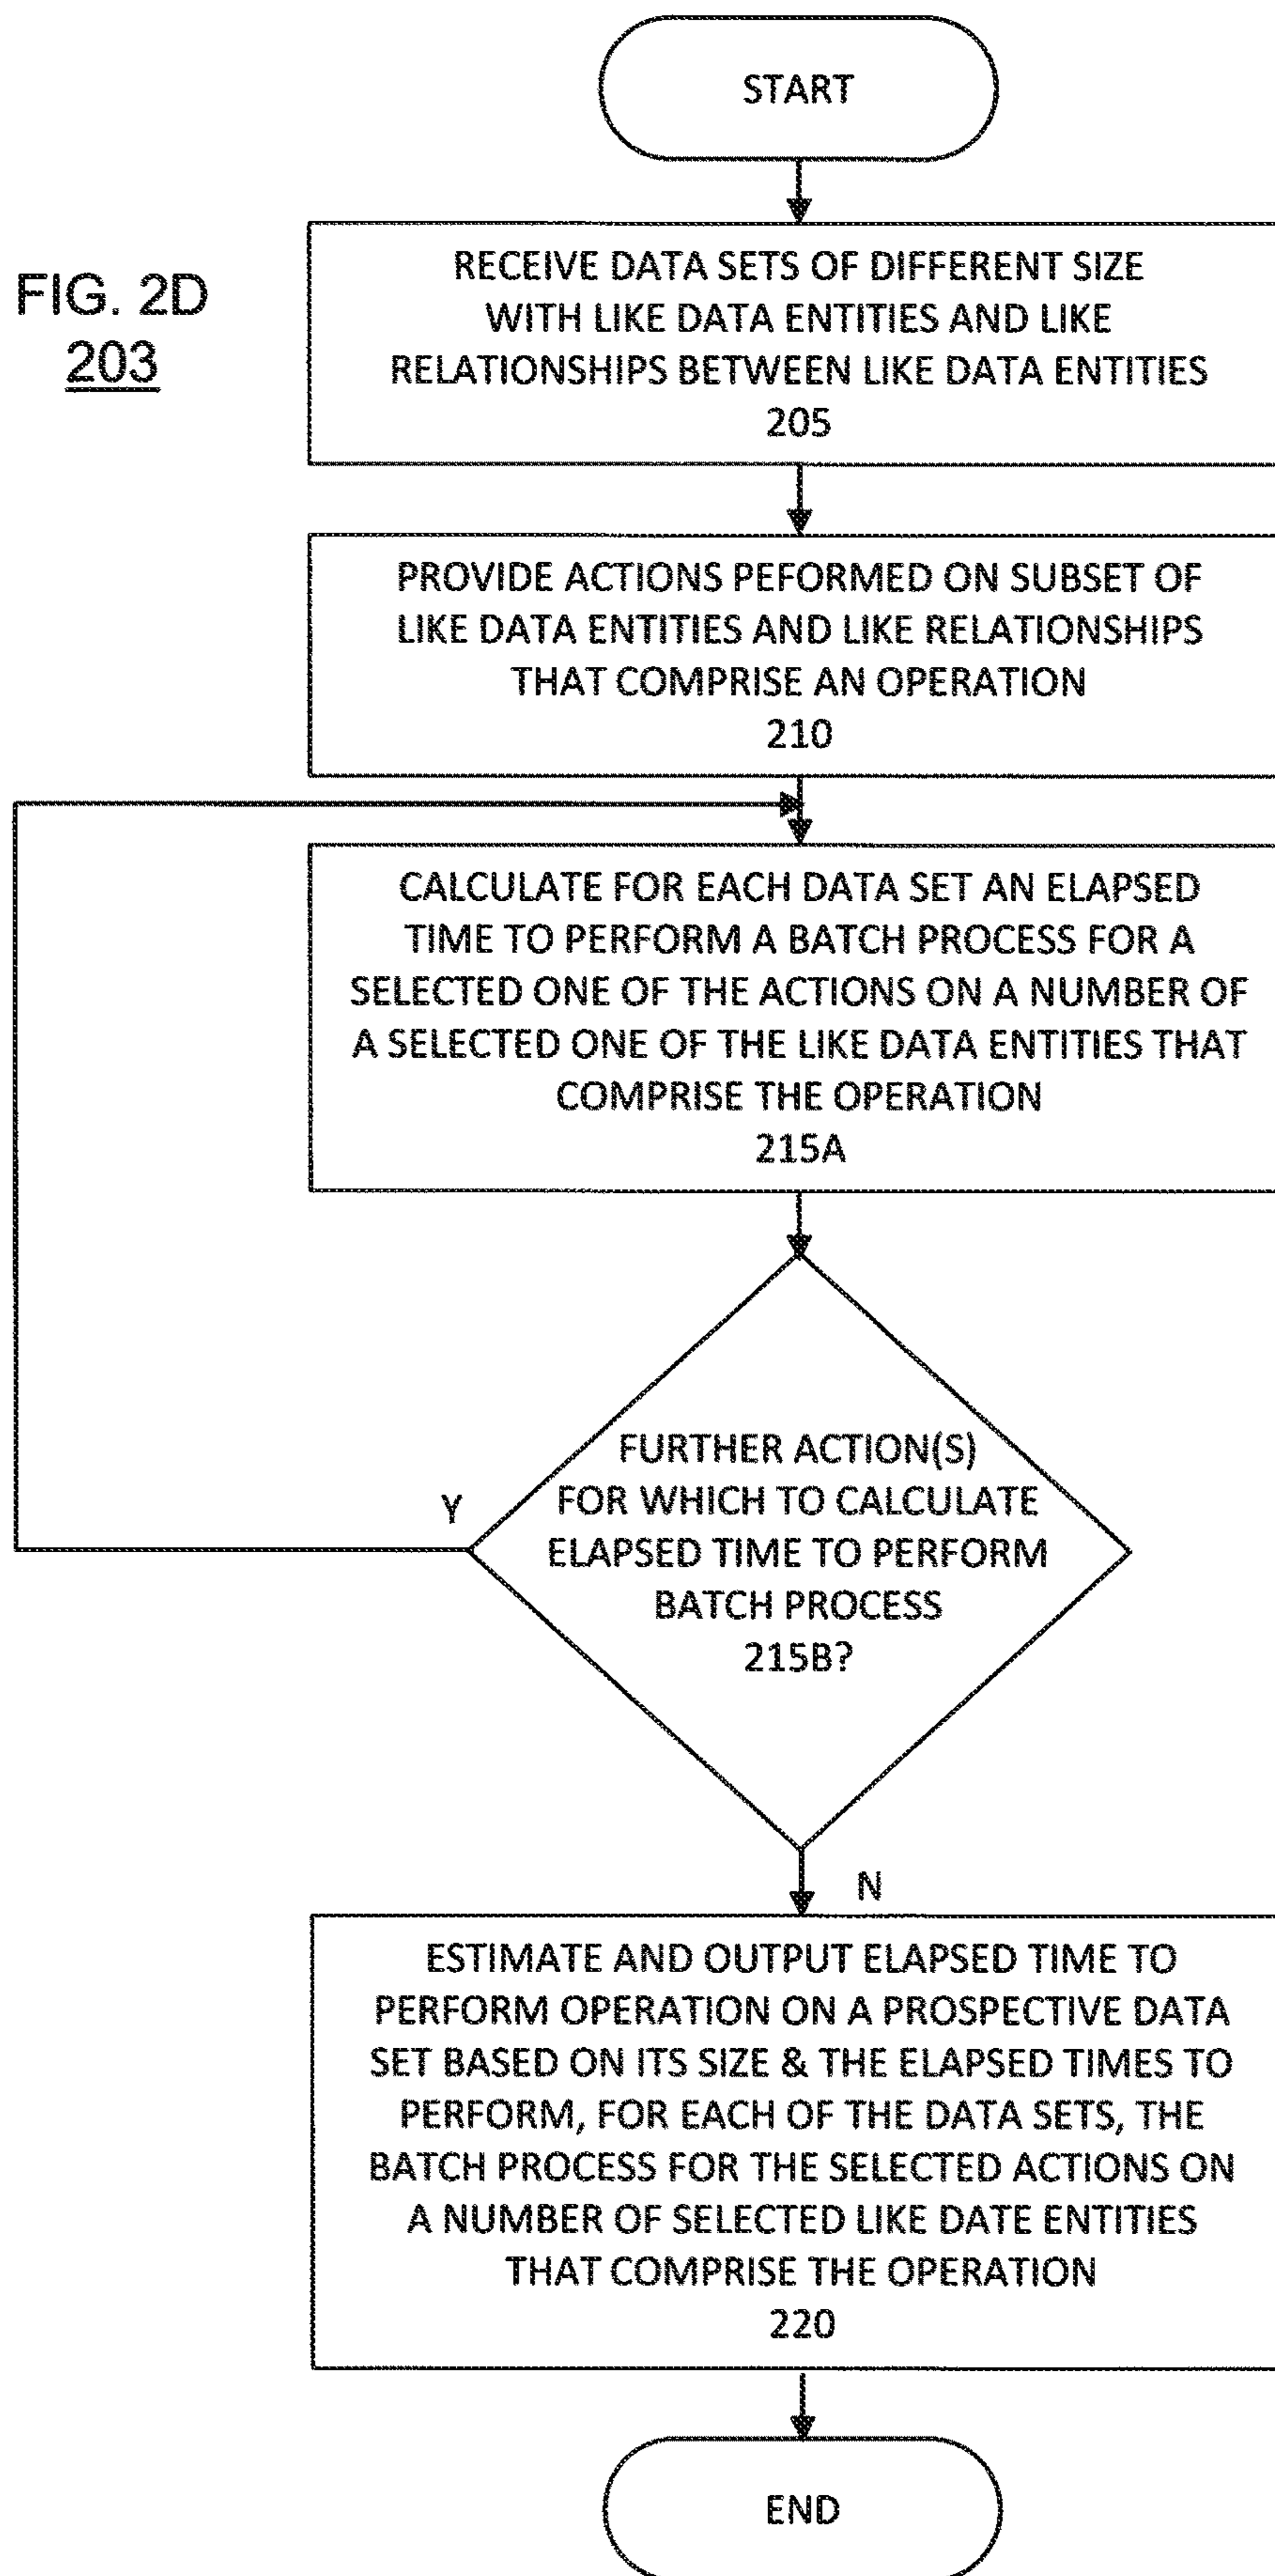 START
FIG. 2D
203
RECEIVE DATA SETS OF DIFFERENT SIZE
WITH LIKE DATA ENTITIES AND LIKE
RELATIONSHIPS BETWEEN LIKE DATA ENTITIES
205
PROVIDE ACTIONS PEFORMED ON SUBSET OF
LIKE DATA ENTITIES AND LIKE RELATIONSHIPS
THAT COMPRISE AN OPERATION
210
CALCULATE FOR EACH DATA SET AN ELAPSED
TIME TO PERFORM A BATCH PROCESS FOR A
SELECTED ONE OF THE ACTIONS ON A NUMBER OF
A SELECTED ONE OF THE LIKE DATA ENTITIES THAT
COMPRISE THE OPERATION
215A
FURTHER ACTION(S)
FOR WHICH TO CALCULATE
ELAPSED TIME TO PERFORM
BATCH PROCESS
215B?
Y
N
ESTIMATE AND OUTPUT ELAPSED TIME TO
PERFORM OPERATION ON A PROSPECTIVE DATA
SET BASED ON ITS SIZE & THE ELAPSED TIMES TO
PERFORM, FOR EACH OF THE DATA SETS, THE
BATCH PROCESS FOR THE SELECTED ACTIONS ON
A NUMBER OF SELECTED LIKE DATE ENTITIES
THAT COMPRISE THE OPERATION
220
END